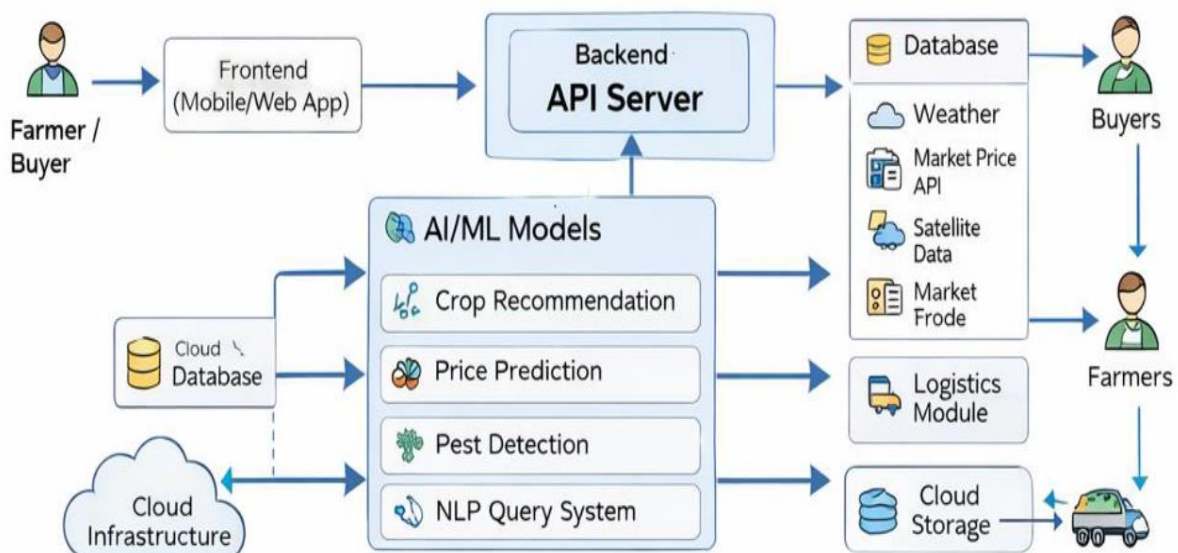 Farmer /
Buyer
Frontend
(Mobile/Web App)
Backend
API Server
Database
Weather
Market Price
API
Satellite
Data
Market
Frode
Buyers
Farmers
AI/ML Models
Crop Recommendation
Price Prediction
Pest Detection
NLP Query System
Cloud
Database
Cloud
Infrastructure
Logistics
Module
Cloud
Storage